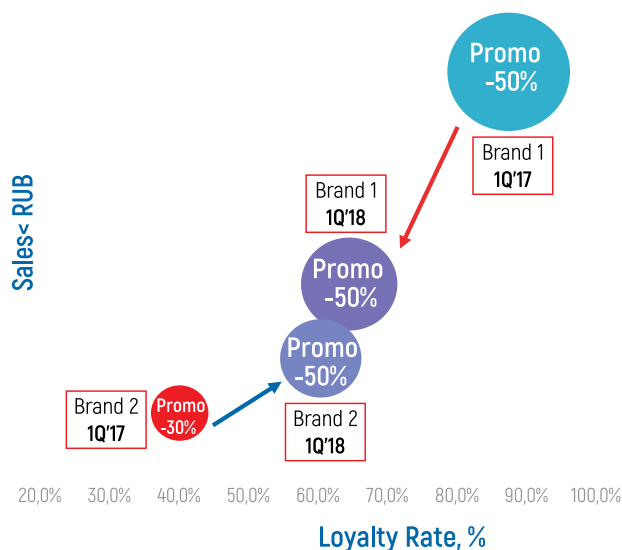 Promo
-50%
Brand 1
1Q'17
Brand 1
1Q'18
Sales< RUB
Promo
-50%
Promo
-50%
Brand 2
1Q'17
Promo
-30%
Brand 2
1Q'18
20,0% 30,0% 40,0% 50,0% 60,0% 70,0% 80,0% 90,0% 100,0%
Loyalty Rate, %